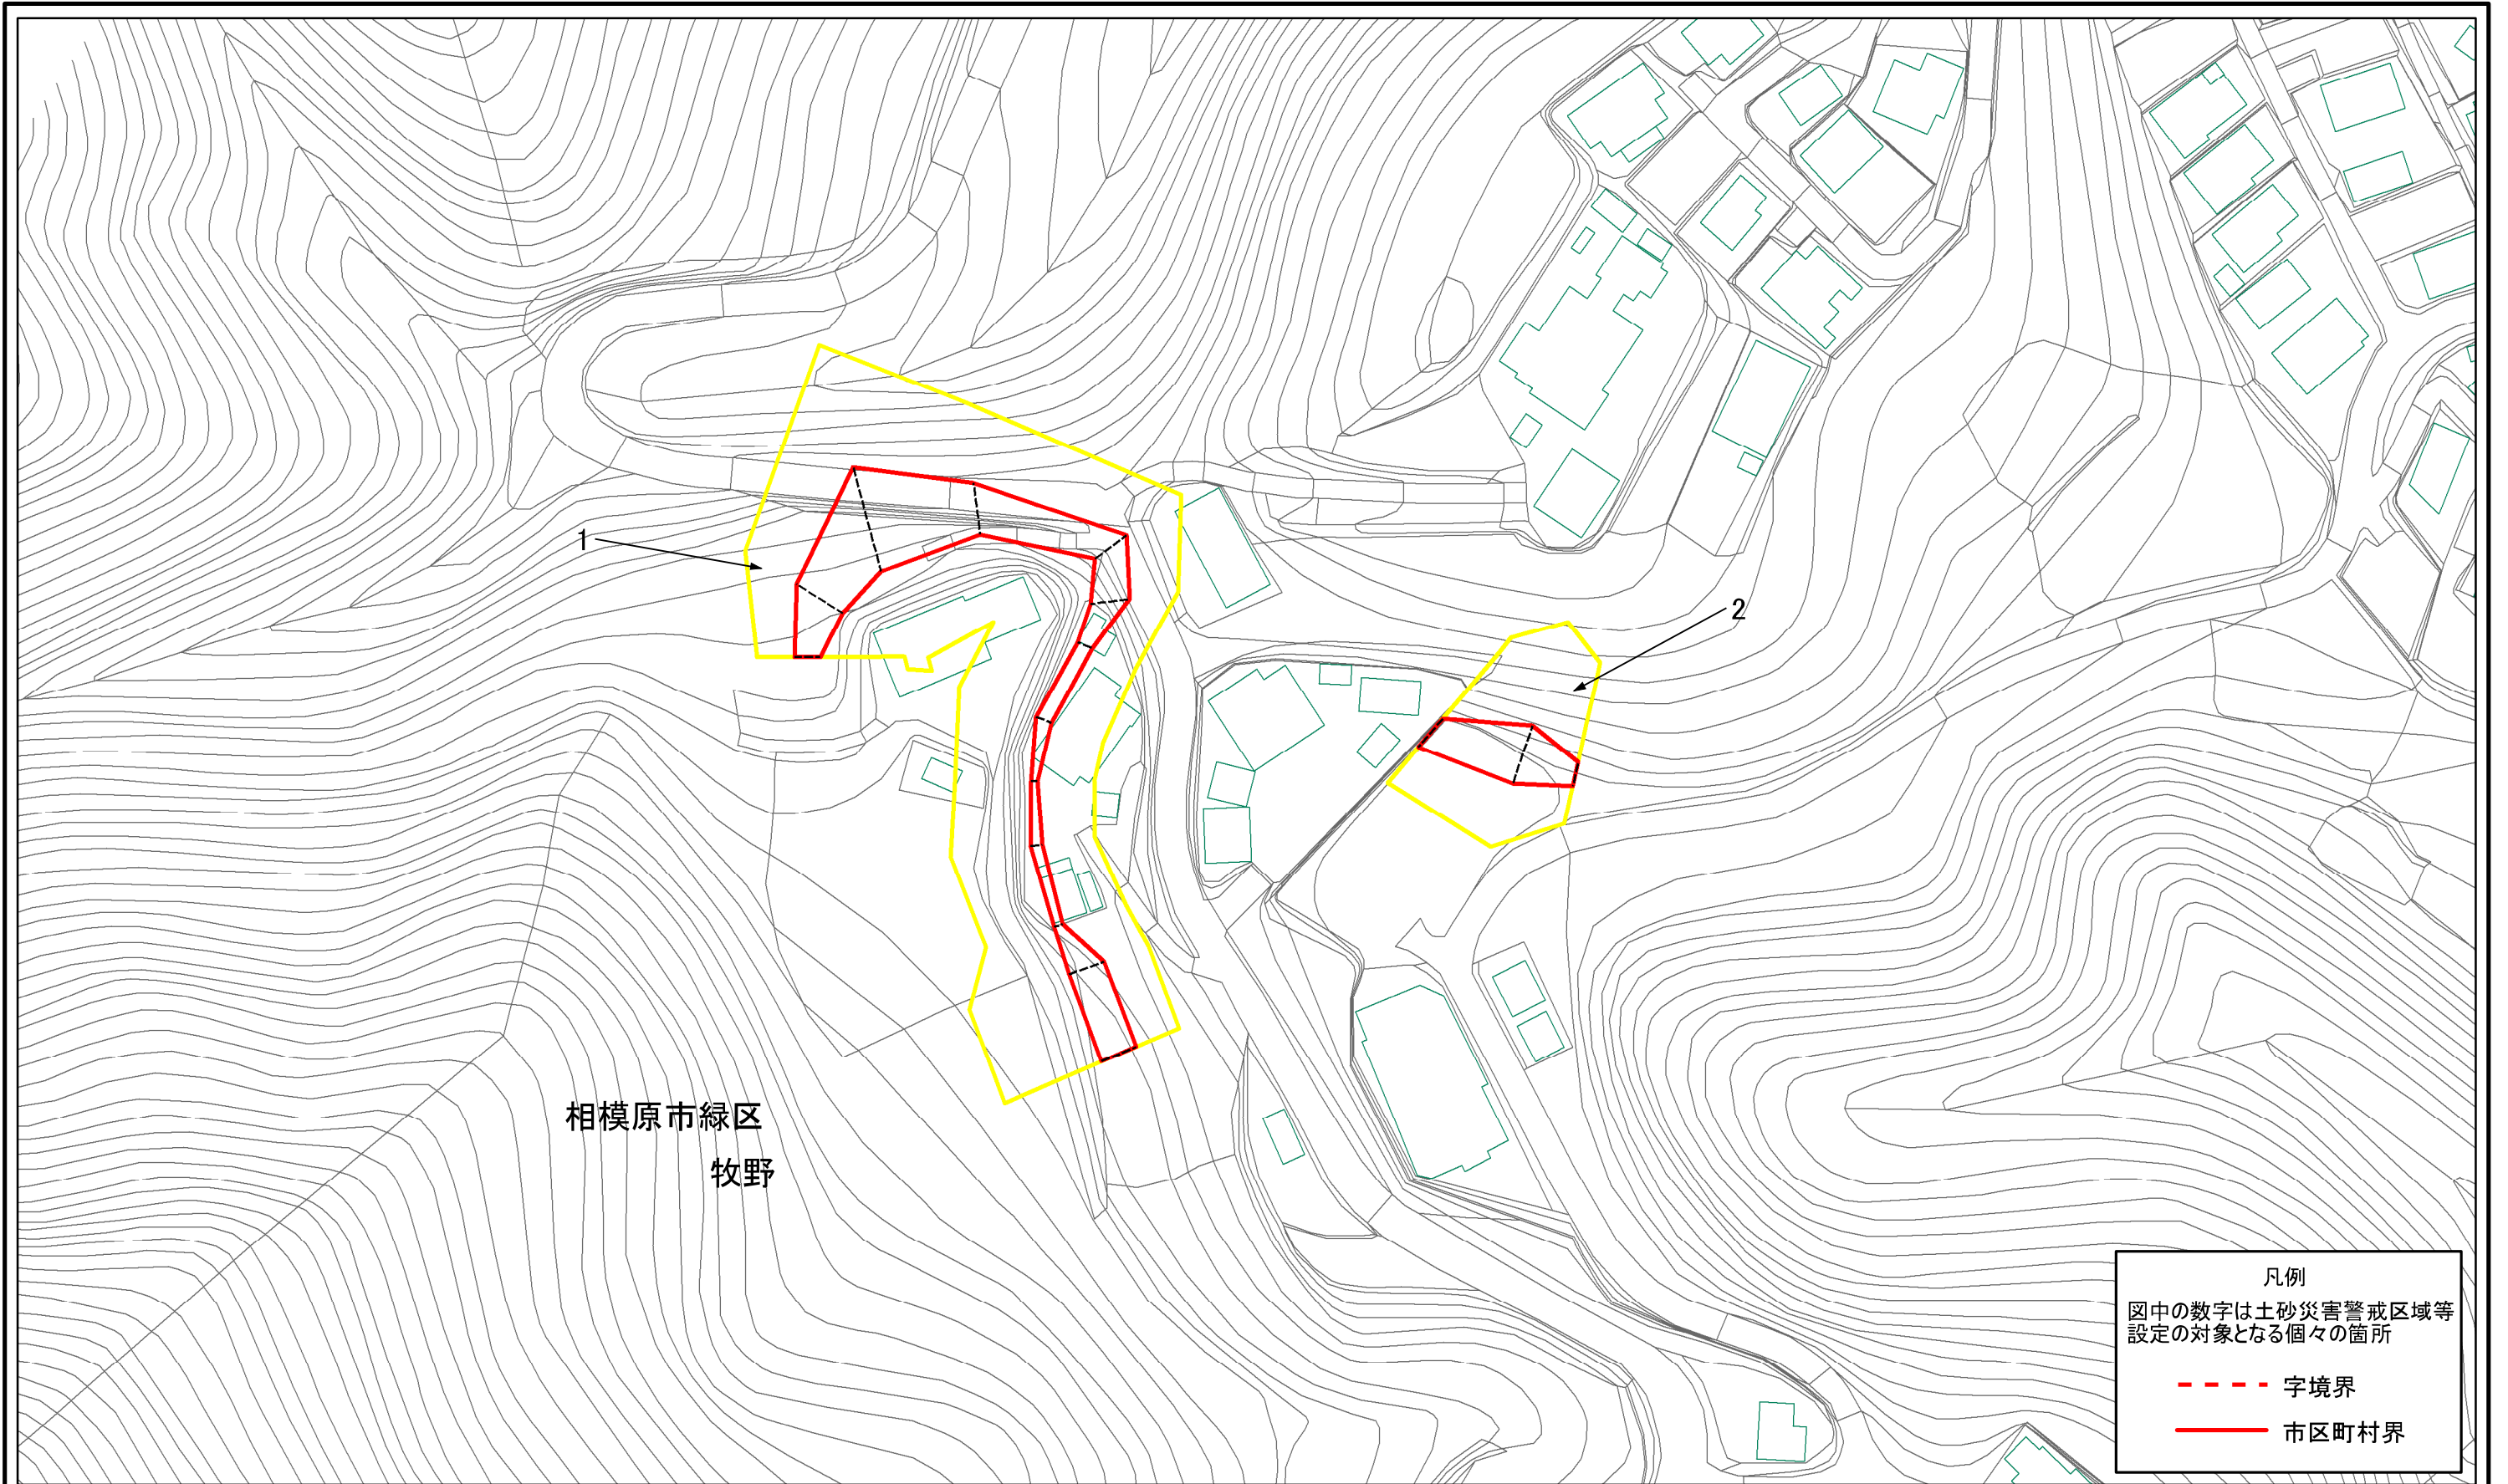 1
2
相模原市緑区
牧野
凡例
図中の数字は土砂災害警戒区域等
設定の対象となる個々の箇所
字境界
市区町村界